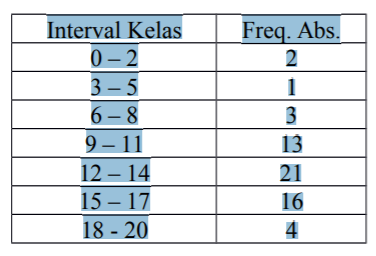 Interval Kelas Freq. Abs.
0 – 2 2
3 – 5 1
6 – 8 3
9 – 11 13
12 – 14 21
15 – 17 16
18 - 20 4